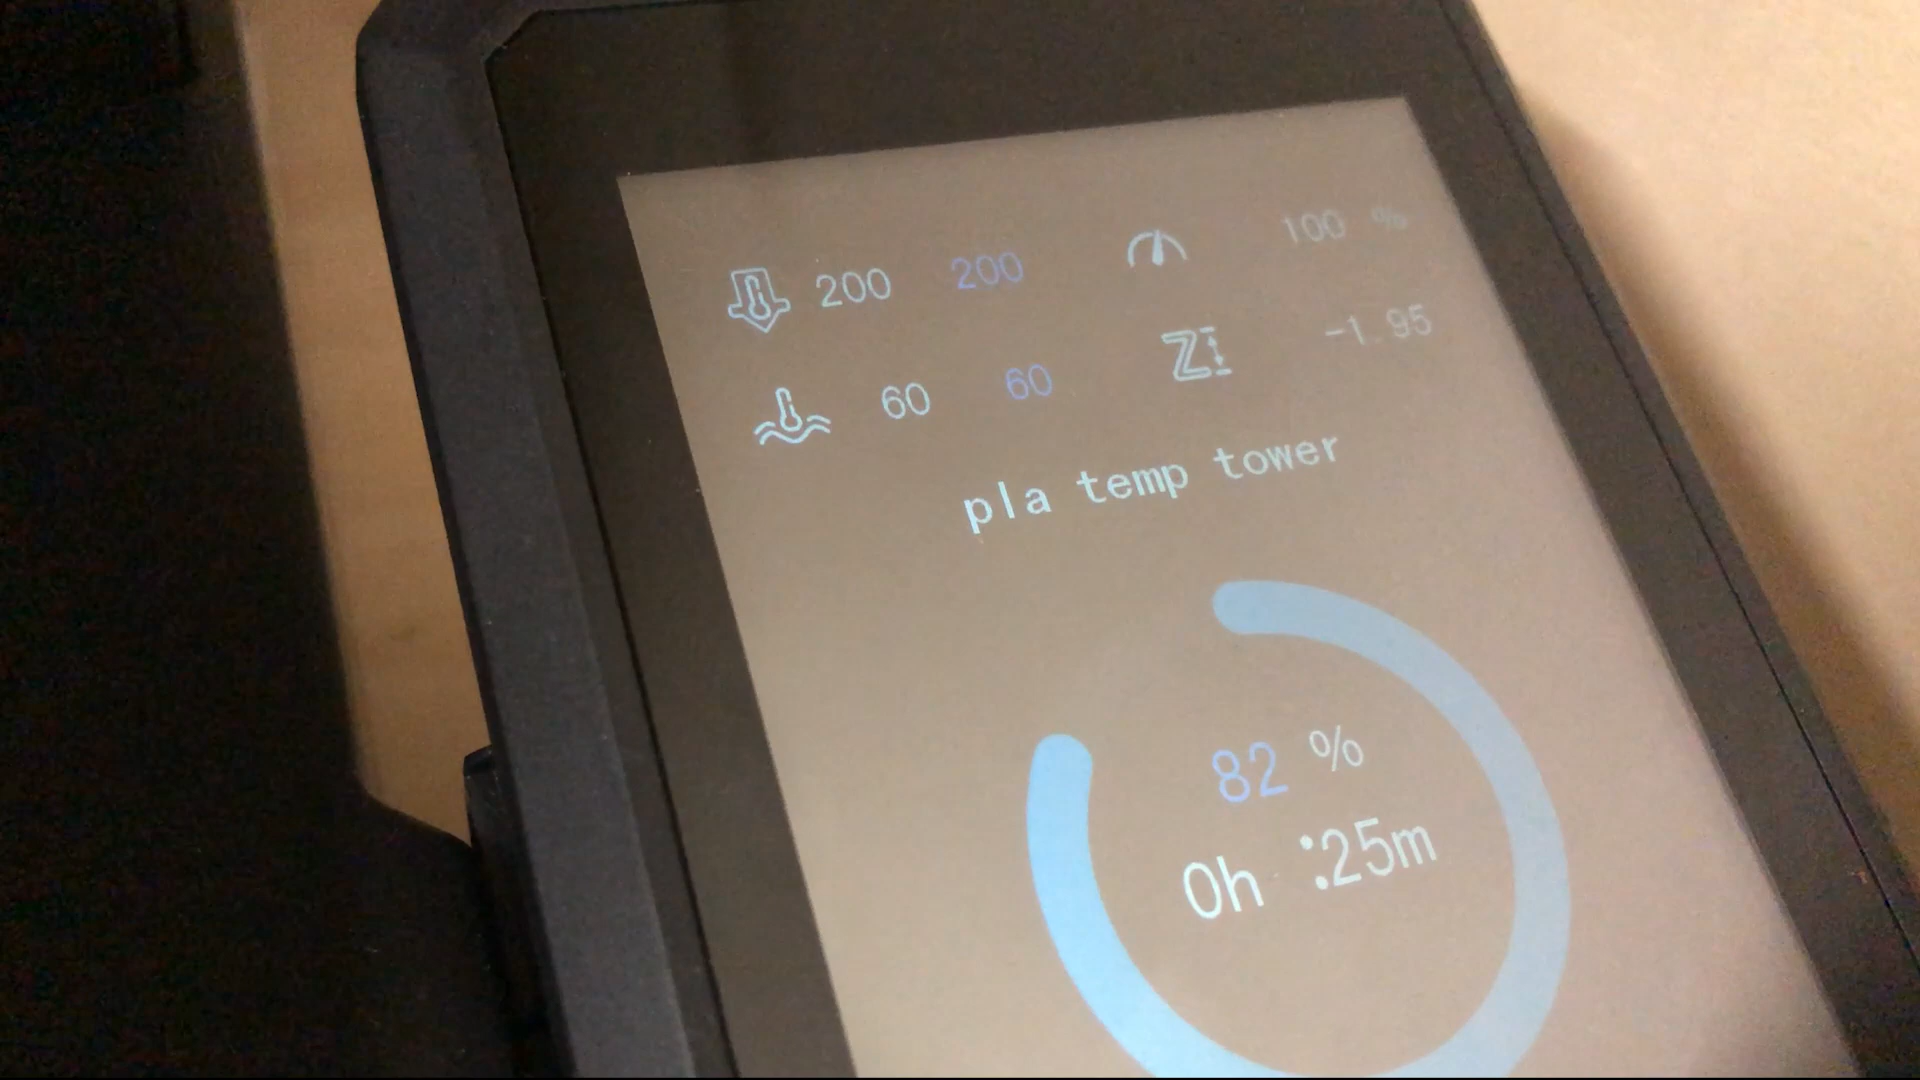 200 200 100 %
60 60 Z -1.95
pla temp tower
82 %
0h :25m